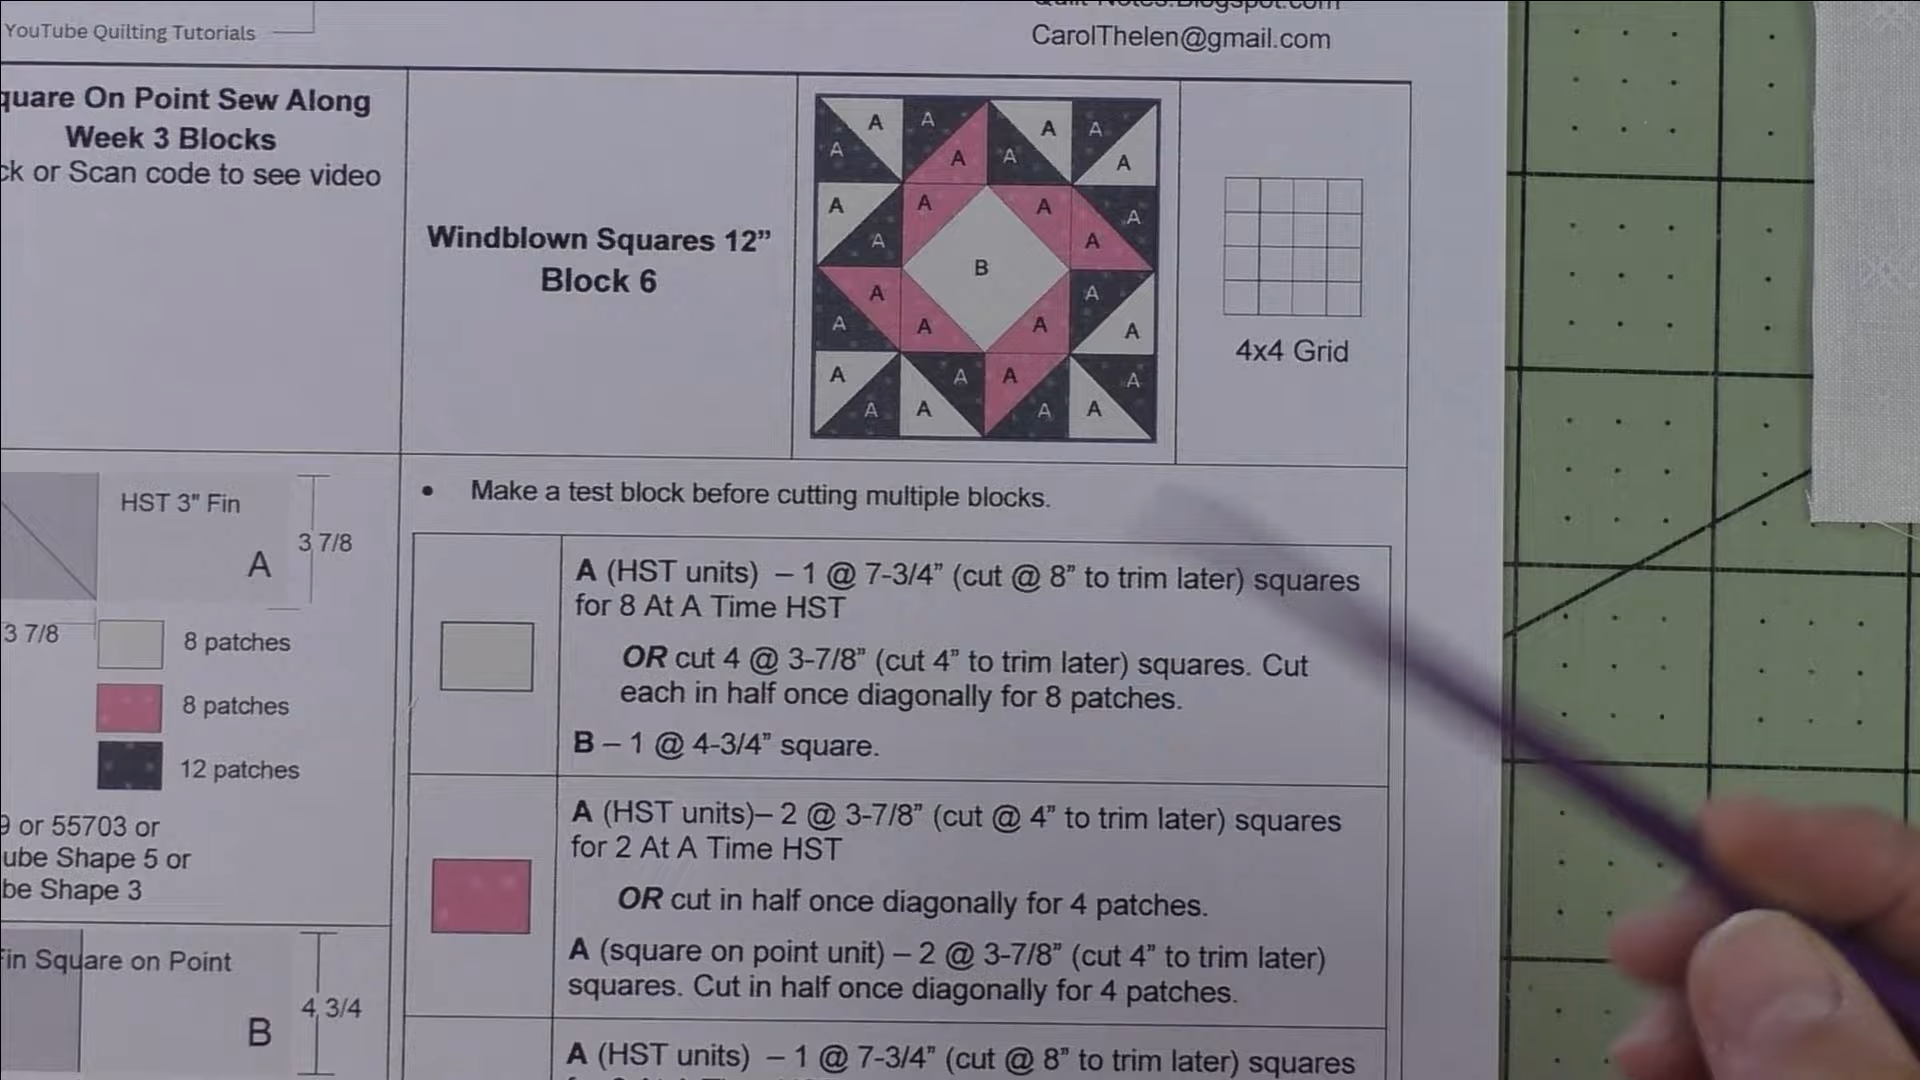 YouTube Quilting Tutorials
CarolThelen@gmail.com
quare On Point Sew Along
Week 3 Blocks
ck or Scan code to see video
Windblown Squares 12”
Block 6
A A A A
A A A A
A A A A
A A B A
A A A
A A A A
A A A A
A A A A
4x4 Grid
HST 3" Fin
A
3 7/8
3 7/8
8 patches
8 patches
12 patches
9 or 55703 or
ube Shape 5 or
be Shape 3
Fin Square on Point
B
4 3/4
• Make a test block before cutting multiple blocks.
A (HST units) – 1 @ 7-3/4” (cut @ 8” to trim later) squares
for 8 At A Time HST
OR cut 4 @ 3-7/8” (cut 4” to trim later) squares. Cut
each in half once diagonally for 8 patches.
B – 1 @ 4-3/4” square.
A (HST units)– 2 @ 3-7/8” (cut @ 4” to trim later) squares
for 2 At A Time HST
OR cut in half once diagonally for 4 patches.
A (square on point unit) – 2 @ 3-7/8” (cut 4” to trim later)
squares. Cut in half once diagonally for 4 patches.
A (HST units) – 1 @ 7-3/4” (cut @ 8” to trim later) squares